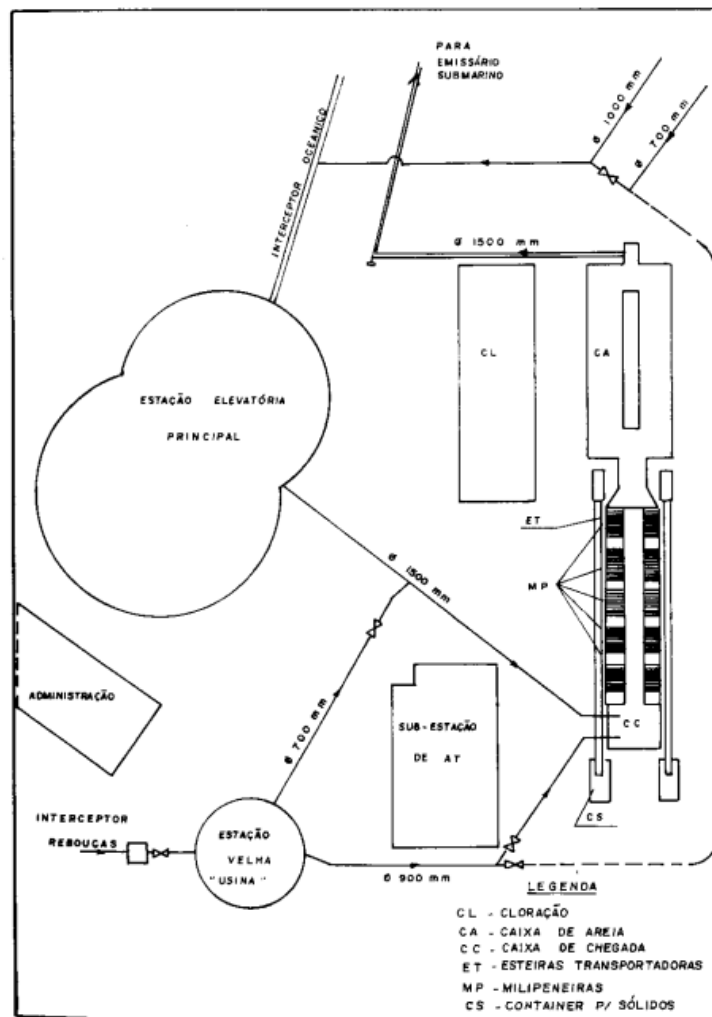 PARA
EMISSÁRIO
SUBMARINO
INTERCEPTOR OCEANICO
Ø 1000 mm
Ø 700 mm
Ø 1500 mm
CL
CA
ESTAÇÃO ELEVATÓRIA
PRINCIPAL
ET
MP
Ø 1500 mm
ADMINISTRAÇÃO
Ø 700 mm
SUB-ESTAÇÃO
DE AT
CC
CS
INTERCEPTOR
REBOUÇAS
ESTAÇÃO
VELHA
"USINA"
Ø 900 mm
LEGENDA
CL - CLORAÇÃO
CA - CAIXA DE AREIA
CC - CAIXA DE CHEGADA
ET - ESTEIRAS TRANSPORTADORAS
MP - MILIPENEIRAS
CS - CONTAINER P/ SÓLIDOS